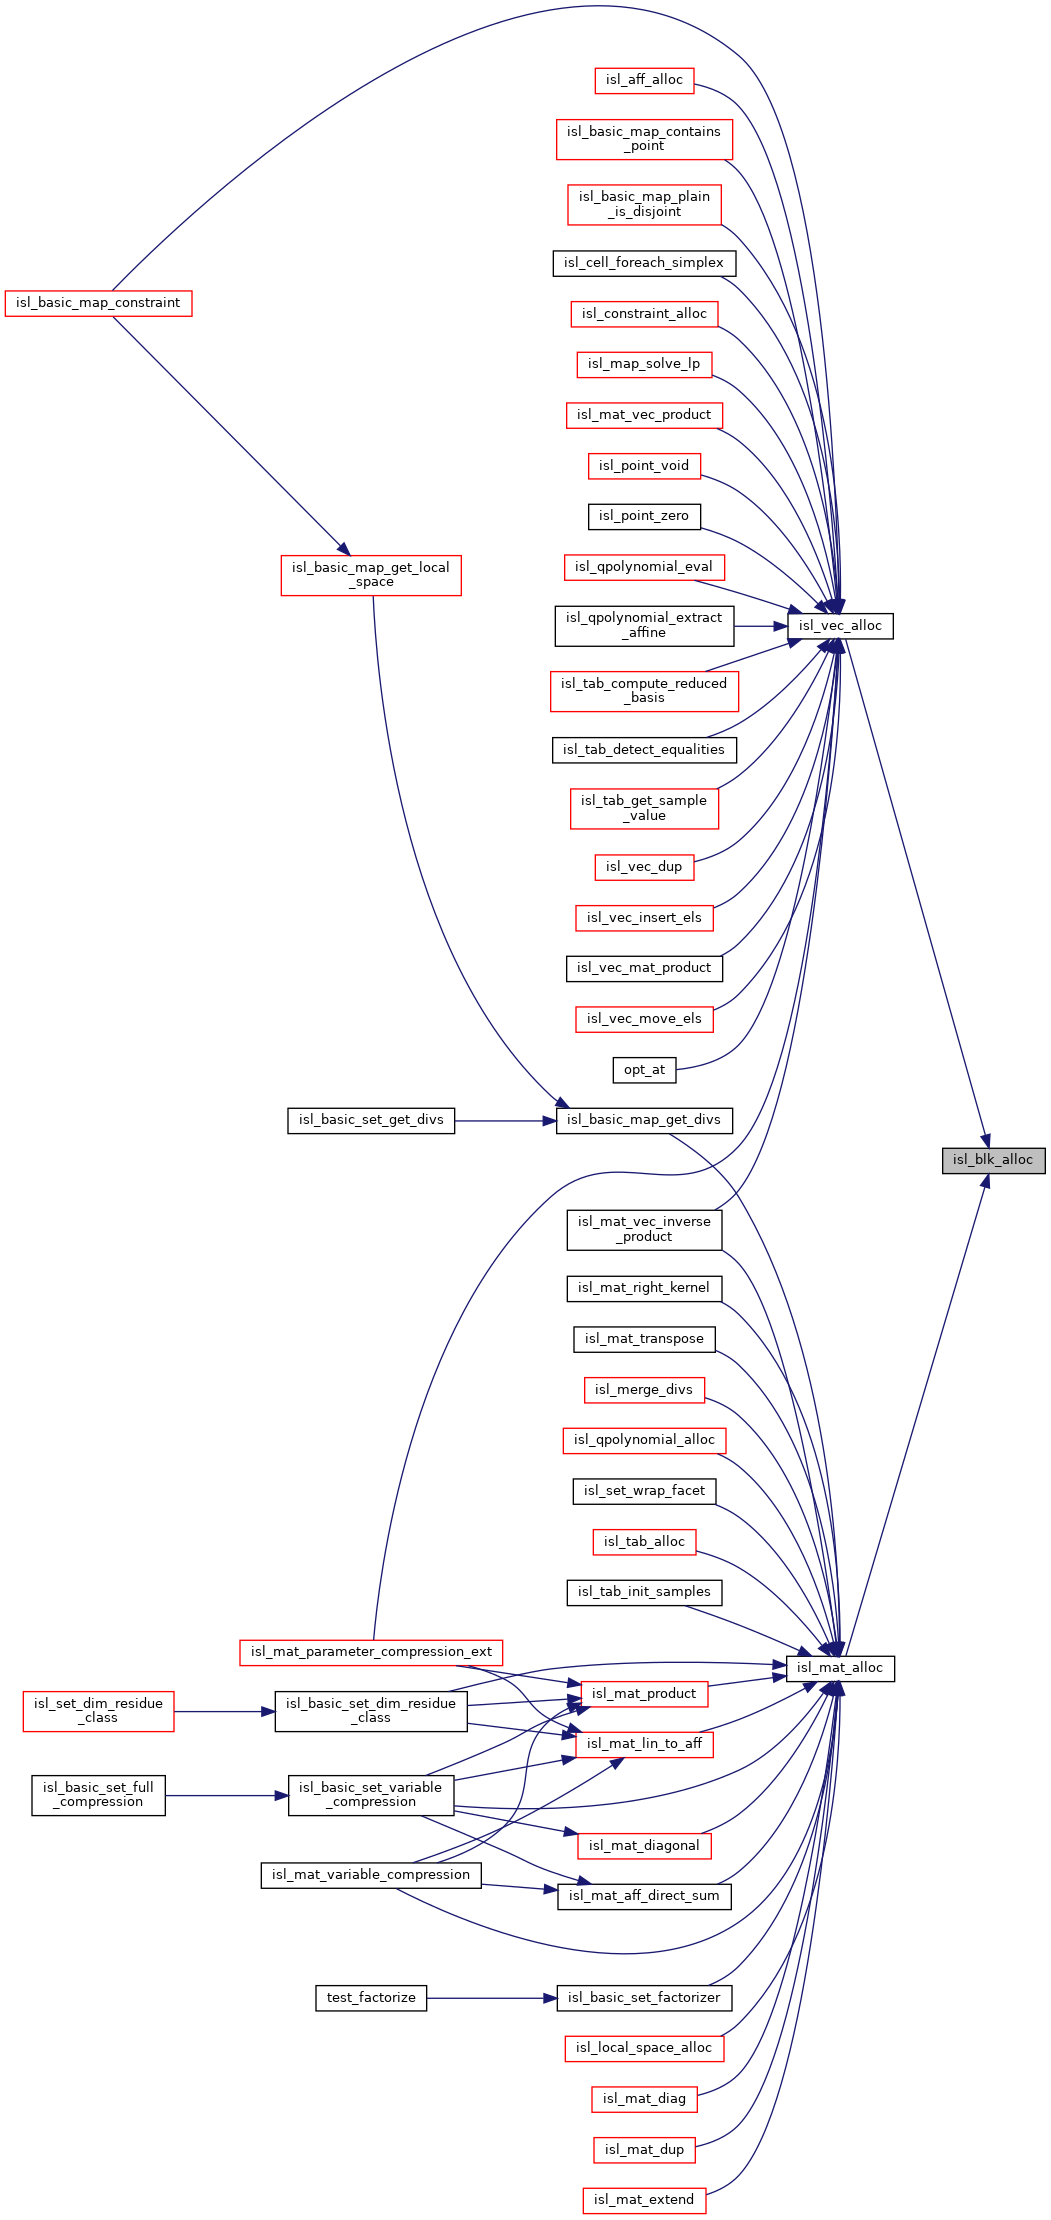 isl_aff_alloc
isl_basic_map_contains
_point
isl_basic_map_plain
_is_disjoint
isl_cell_foreach_simplex
isl_basic_map_constraint
isl_constraint_alloc
isl_map_solve_lp
isl_mat_vec_product
isl_point_void
isl_point_zero
isl_basic_map_get_local
_space
isl_qpolynomial_eval
isl_qpolynomial_extract
_affine
isl_vec_alloc
isl_tab_compute_reduced
_basis
isl_tab_detect_equalities
isl_tab_get_sample
_value
isl_vec_dup
isl_vec_insert_els
isl_vec_mat_product
isl_vec_move_els
opt_at
isl_basic_set_get_divs
isl_basic_map_get_divs
isl_blk_alloc
isl_mat_vec_inverse
_product
isl_mat_right_kernel
isl_mat_transpose
isl_merge_divs
isl_qpolynomial_alloc
isl_set_wrap_facet
isl_tab_alloc
isl_tab_init_samples
isl_mat_parameter_compression_ext
isl_mat_alloc
isl_mat_product
isl_set_dim_residue
_class
isl_basic_set_dim_residue
_class
isl_mat_lin_to_aff
isl_basic_set_full
_compression
isl_basic_set_variable
_compression
isl_mat_diagonal
isl_mat_variable_compression
isl_mat_aff_direct_sum
test_factorize
isl_basic_set_factorizer
isl_local_space_alloc
isl_mat_diag
isl_mat_dup
isl_mat_extend